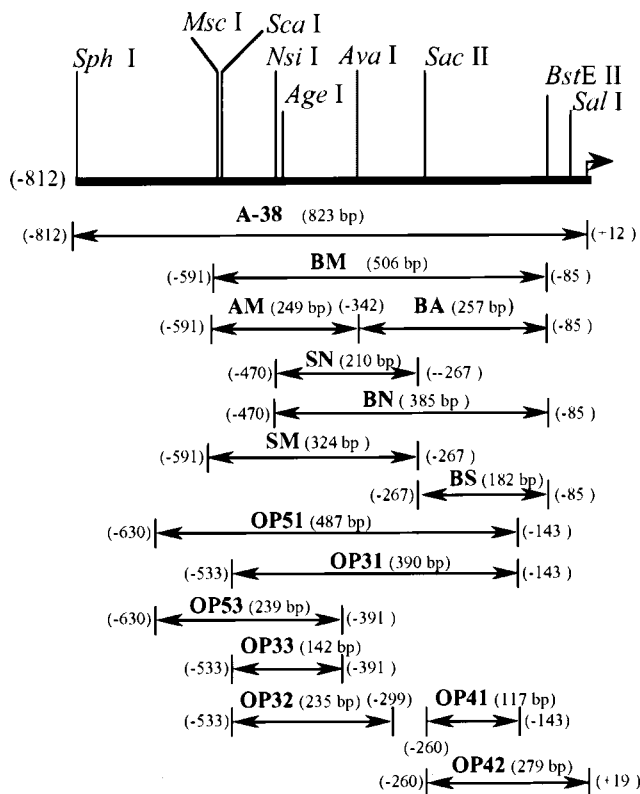 Msc I Sca I
Sph I Nsi I Ava I Sac II
Age I BstE II
Sal I
(-812)
A-38 (823 bp)
(-812) (+12)
BM (506 bp)
(-591) (-85)
AM (249 bp) (-342) BA (257 bp)
(-591) (-85)
SN (210 bp)
(-470) (--267 )
BN ( 385 bp )
(-470) (-85 )
SM (324 bp )
(-591) (-267 )
BS (182 bp)
(-267) (-85 )
OP51 (487 bp)
(-630) (-143 )
OP31 (390 bp)
(-533) (-143 )
OP53 (239 bp)
(-630) (-391 )
OP33 (142 bp)
(-533) (-391 )
OP32 (235 bp) (-299) OP41 (117 bp)
(-533) (-143)
(-260)
OP42 (279 bp)
(-260) (+19 )